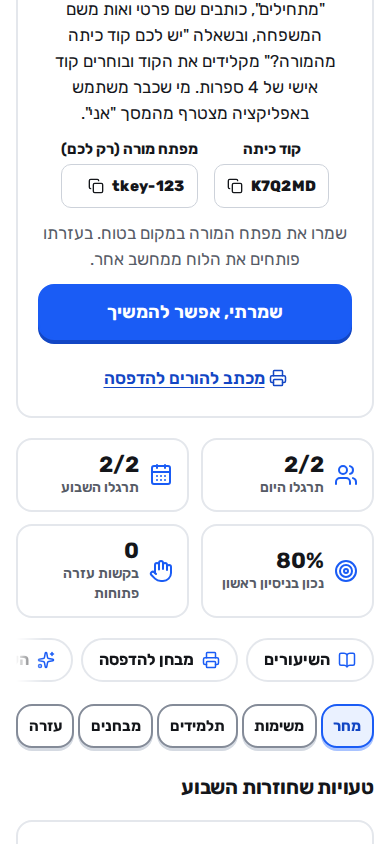 "מתחילים", כותבים שם פרטי ואות משם
המשפחה, ובשאלה "יש לכם קוד כיתה
מהמורה?" מקלידים את הקוד ובוחרים קוד
אישי של 4 ספרות. מי שכבר משתמש
באפליקציה מצטרף מהמסך "אני".
קוד כיתה
מפתח מורה (רק לכם)
K7Q2MD
tkey-123
שמרו את מפתח המורה במקום בטוח. בעזרתו
פותחים את הלוח ממחשב אחר.
שמרתי, אפשר להמשיך
מכתב להורים להדפסה
2/2
תרגלו היום
2/2
תרגלו השבוע
80%
נכון בניסיון ראשון
0
בקשות עזרה
פתוחות
השיעורים
מבחן להדפסה
מחר
משימות
תלמידים
מבחנים
עזרה
טעויות שחוזרות השבוע